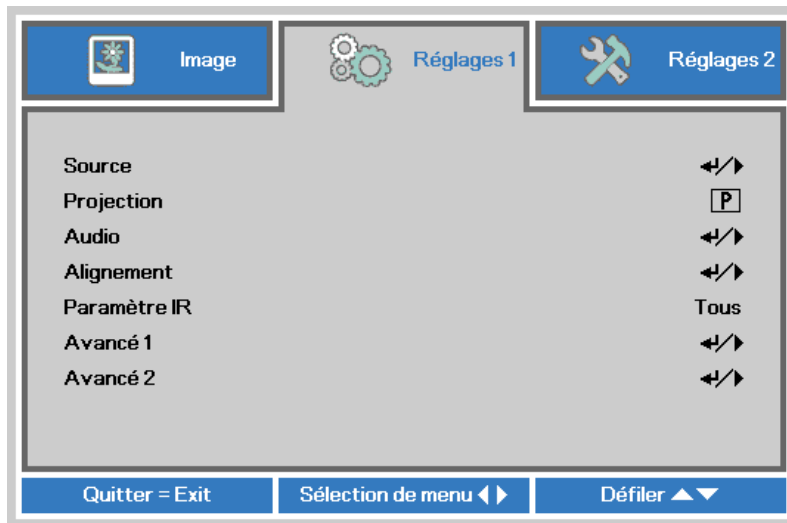 Image
Réglages 1
Réglages 2
Source
Projection P
Audio
Alignement
Paramètre IR Tous
Avancé 1
Avancé 2
Quitter = Exit
Sélection de menu
Défiler